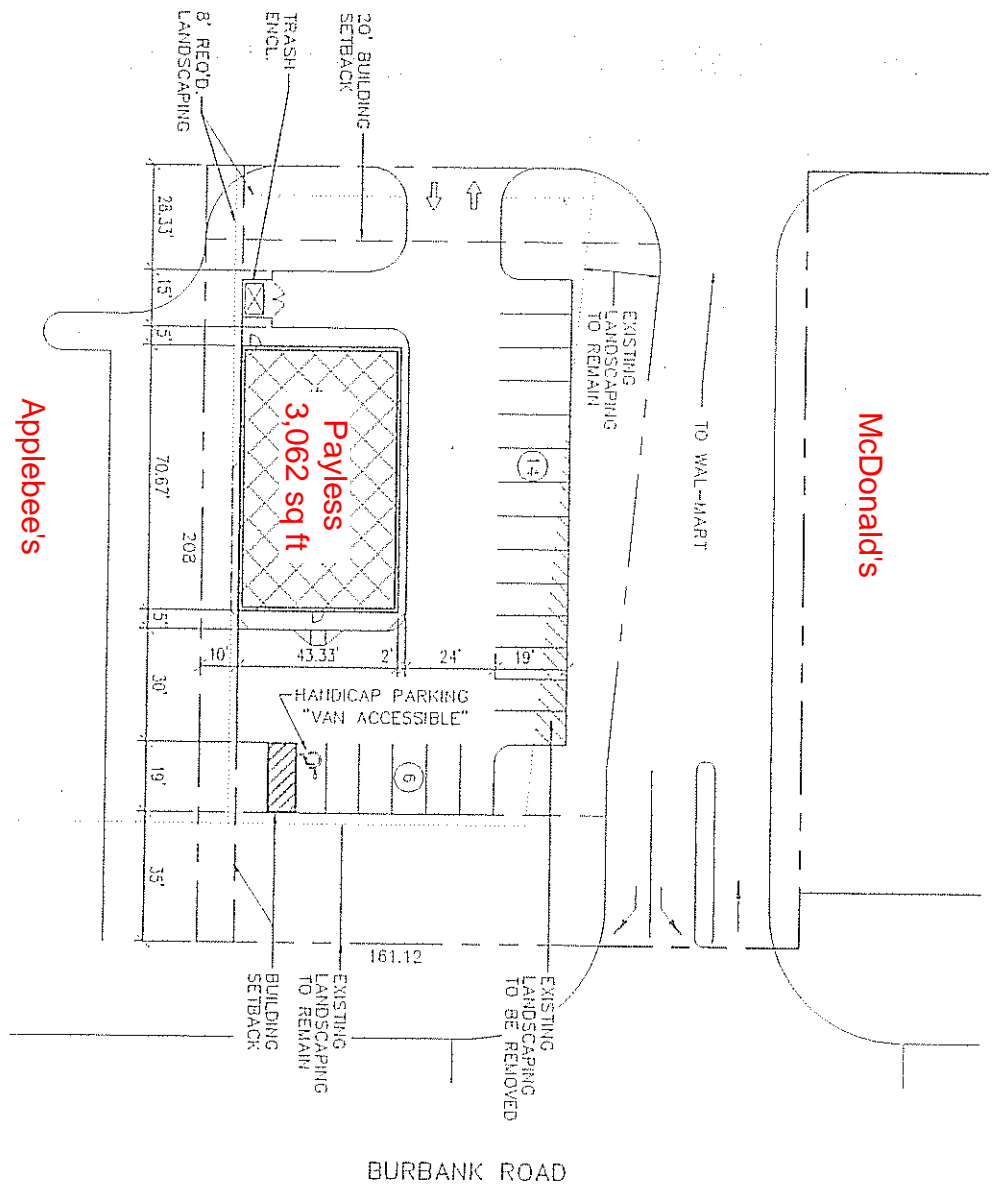 20' BUILDING
SETBACK
TRASH
ENCL.
8' REQ'D.
LANDSCAPING
28.33'
15'
5'
70.67'
208
5'
30'
19'
35'
Payless
3,062 sq ft
Applebee's
McDonald's
TO WAL-MART
EXISTING
LANDSCAPING
TO REMAIN
14
10'
43.33'
2'
24'
19'
HANDICAP PARKING
"VAN ACCESSIBLE"
6
161.12
BUILDING
SETBACK
EXISTING
LANDSCAPING
TO REMAIN
EXISTING
LANDSCAPING
TO BE REMOVED
BURBANK ROAD